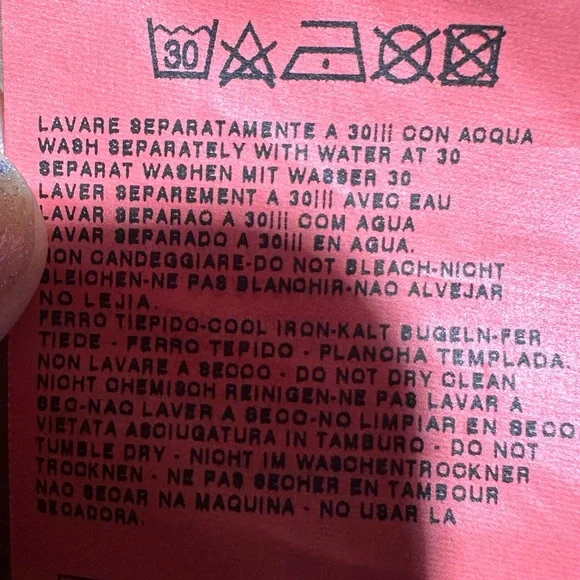 30
LAVARE SEPARATAMENTE A 30||| CON ACQUA
WASH SEPARATELY WITH WATER AT 30
SEPARAT WASHEN MIT WASSER 30
LAVER SEPAREMENT A 30||| AVEC EAU
LAVAR SEPARAO A 30||| COM AGUA
LAVAR SEPARADO A 30||| EN AGUA.
NON CANDEGGIARE-DO NOT BLEACH-NICHT
BLEICHEN-NE PAS BLANCHIR-NAO ALVEJAR
NO LEJIA.
FERRO TIEPIDO-COOL IRON-KALT BUGELN-FER
TIEDE - FERRO TEPIDO - PLANCHA TEMPLADA.
NON LAVARE A SECCO - DO NOT DRY CLEAN
NICHT CHEMISCH REINIGEN-NE PAS LAVAR A
SEC-NAO LAVER A SECO-NO LIMPIAR EN SECO
VIETATA ASCIUGATURA IN TAMBURO - DO NOT
TUMBLE DRY - NICHT IM WASCHENTROCKNER
TROCKNEN - NE PAS SECHER EN TAMBOUR
NAO SECAR NA MAQUINA - NO USAR LA
SECADORA.